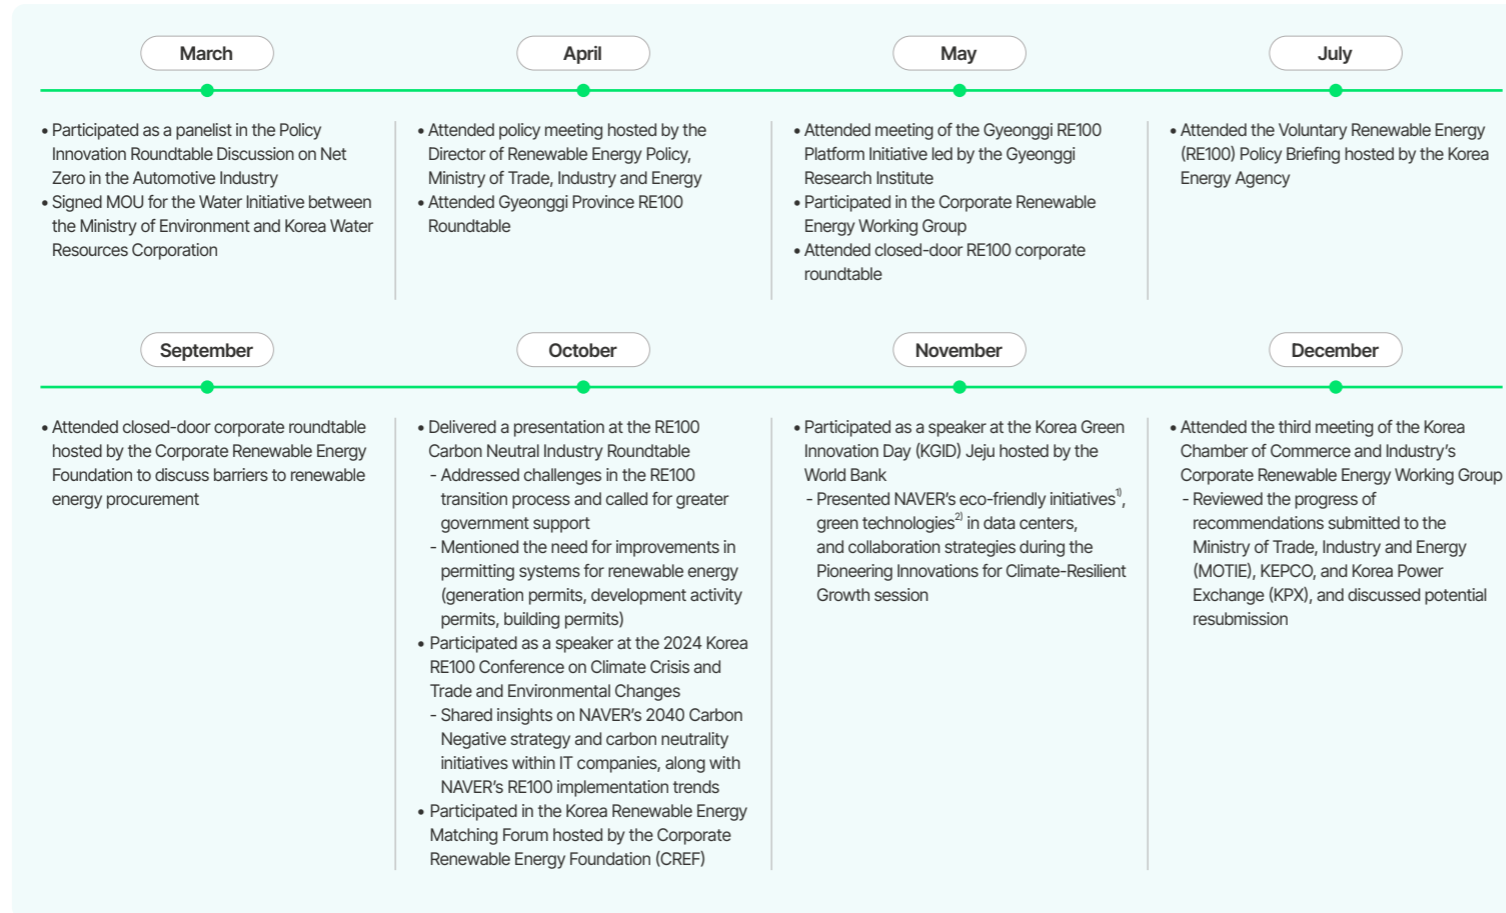 March
• Participated as a panelist in the Policy
Innovation Roundtable Discussion on Net
Zero in the Automotive Industry
• Signed MOU for the Water Initiative between
the Ministry of Environment and Korea Water
Resources Corporation
April
• Attended policy meeting hosted by the
Director of Renewable Energy Policy,
Ministry of Trade, Industry and Energy
• Attended Gyeonggi Province RE100
Roundtable
May
• Attended meeting of the Gyeonggi RE100
Platform Initiative led by the Gyeonggi
Research Institute
• Participated in the Corporate Renewable
Energy Working Group
• Attended closed-door RE100 corporate
roundtable
July
• Attended the Voluntary Renewable Energy
(RE100) Policy Briefing hosted by the Korea
Energy Agency
September
• Attended closed-door corporate roundtable
hosted by the Corporate Renewable Energy
Foundation to discuss barriers to renewable
energy procurement
October
• Delivered a presentation at the RE100
Carbon Neutral Industry Roundtable
- Addressed challenges in the RE100
transition process and called for greater
government support
- Mentioned the need for improvements in
permitting systems for renewable energy
(generation permits, development activity
permits, building permits)
• Participated as a speaker at the 2024 Korea
RE100 Conference on Climate Crisis and
Trade and Environmental Changes
- Shared insights on NAVER’s 2040 Carbon
Negative strategy and carbon neutrality
initiatives within IT companies, along with
NAVER’s RE100 implementation trends
• Participated in the Korea Renewable Energy
Matching Forum hosted by the Corporate
Renewable Energy Foundation (CREF)
November
• Participated as a speaker at the Korea Green
Innovation Day (KGID) Jeju hosted by the
World Bank
- Presented NAVER’s eco-friendly initiatives1),
green technologies2) in data centers,
and collaboration strategies during the
Pioneering Innovations for Climate-Resilient
Growth session
December
• Attended the third meeting of the Korea
Chamber of Commerce and Industry’s
Corporate Renewable Energy Working Group
- Reviewed the progress of
recommendations submitted to the
Ministry of Trade, Industry and Energy
(MOTIE), KEPCO, and Korea Power
Exchange (KPX), and discussed potential
resubmission